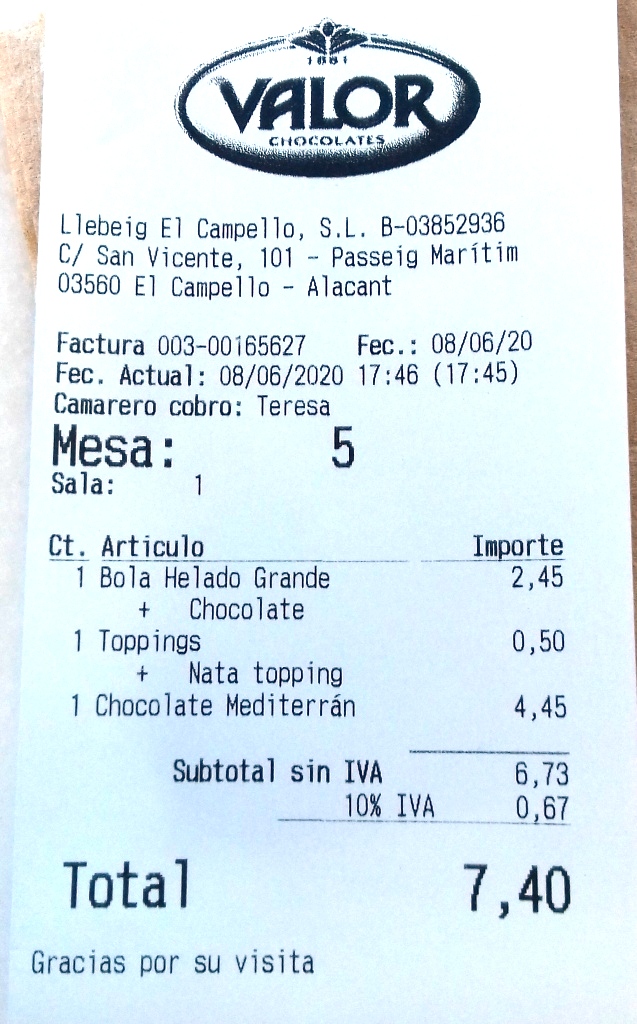 1881
VALOR
CHOCOLATES
Llebeig El Campello, S.L. B-03852936
C/ San Vicente, 101 - Passeig Marítim
03560 El Campello - Alacant
Factura 003-00165627 Fec.: 08/06/20
Fec. Actual: 08/06/2020 17:46 (17:45)
Camarero cobro: Teresa
Mesa: 5
Sala: 1
Ct. Articulo Importe
1 Bola Helado Grande 2,45
+ Chocolate
1 Toppings 0,50
+ Nata topping
1 Chocolate Mediterrán 4,45
Subtotal sin IVA 6,73
10% IVA 0,67
Total 7,40
Gracias por su visita